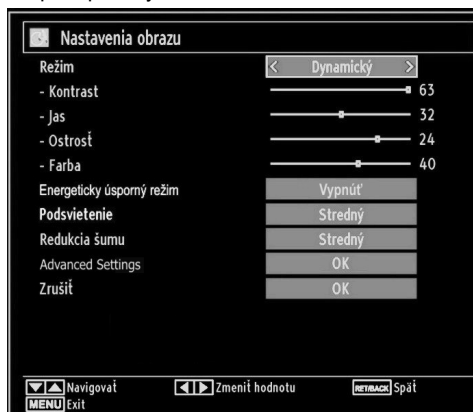 Nastavenia obrazu
Režim Dynamický
- Kontrast 63
- Jas 32
- Ostrosť 24
- Farba 40
Energeticky úsporný režim Vypnúť
Podsvietenie Stredný
Redukcia šumu Stredný
Advanced Settings OK
Zrušiť OK
Navigovať Zmeniť hodnotu RET/BACK Späť
MENU Exit